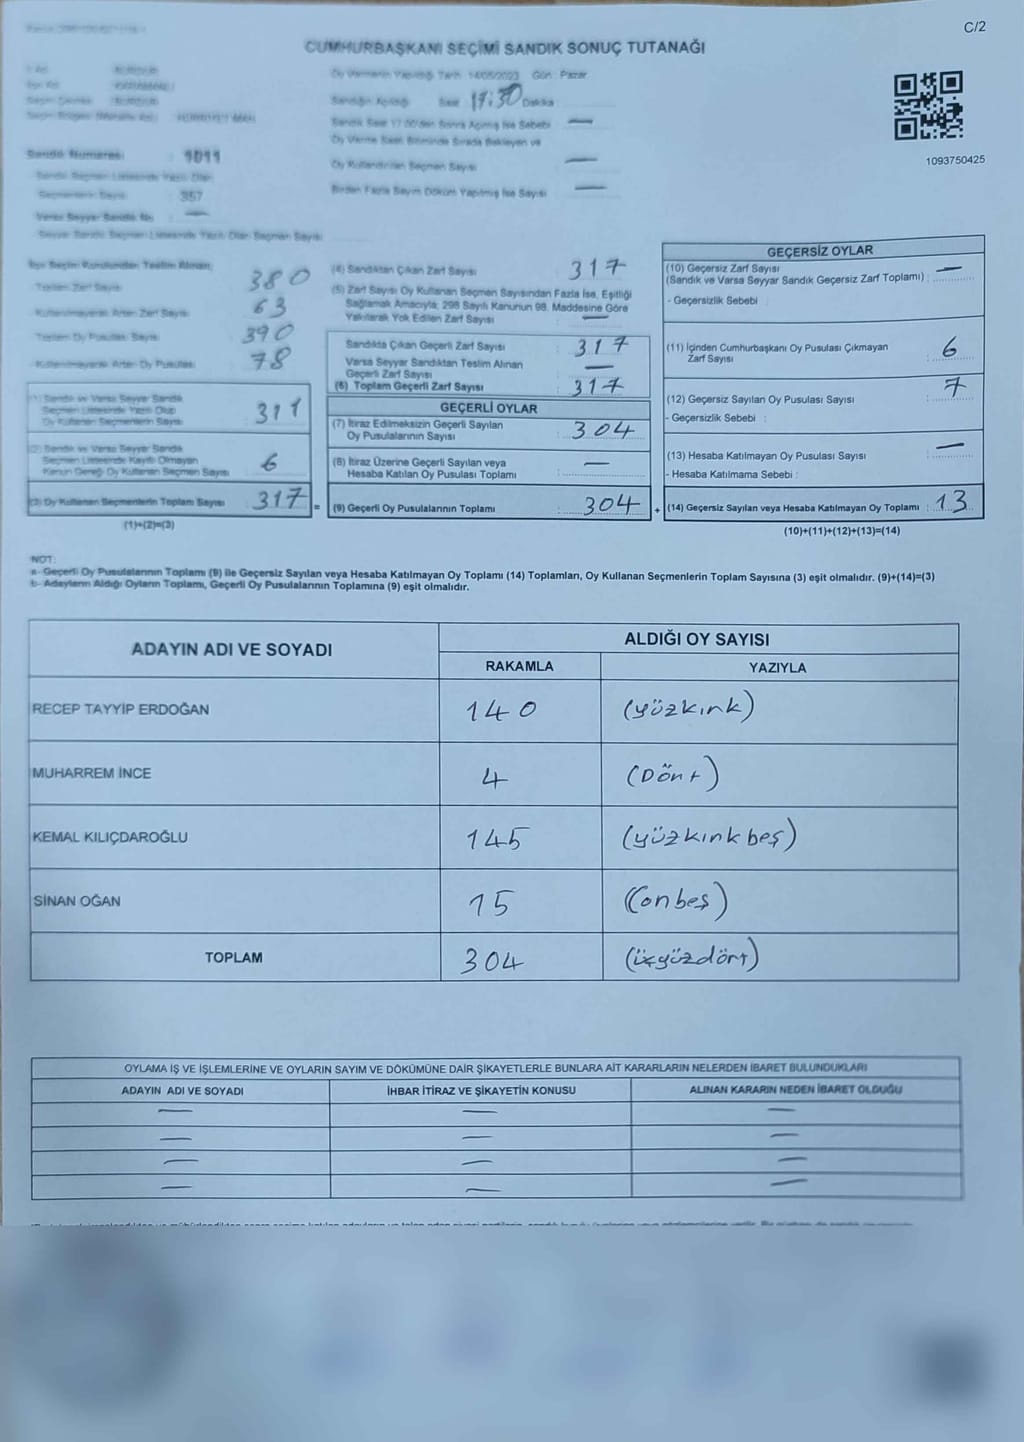 C/2
CUMHURBAŞKANI SEÇİMİ SANDIK SONUÇ TUTANAĞI
Oy Vermenin Yapıldığı Tarih 14/05/2023 Gün : Pazar
Sandığın Açıldığı Saat 17:30 Dakika
Sandık Saat 17.00'den Sonra Açılmış İse Sebebi —
Oy Verme Saati Bitiminde Sırada Bekleyen ve
Oy Kullandırılan Seçmen Sayısı —
Birden Fazla Sayım Döküm Yapılmış İse Sayısı —
1093750425
Sandık Numarası : 1011
Sandık Seçmen Listesinde Yazılı Olan
Seçmenlerin Sayısı : 357
Varsa Seyyar Sandık No : —
Seyyar Sandık Seçmen Listesinde Yazılı Olan Seçmen Sayısı
İlçe Seçim Kurulundan Teslim Alınan
Toplam Zarf Sayısı 380
Kullanılmayarak Artan Zarf Sayısı 63
Toplam Oy Pusulası Sayısı 390
Kullanılmayarak Artan Oy Pusulası 78
(1) Sandık ve Varsa Seyyar Sandık
Seçmen Listesinde Yazılı Olup
Oy Kullanan Seçmenlerin Sayısı 311
(2) Sandık ve Varsa Seyyar Sandık
Seçmen Listesinde Kayıtlı Olmayan
Kanun Gereği Oy Kullanan Seçmen Sayısı 6
(3) Oy Kullanan Seçmenlerin Toplam Sayısı 317 =
(1)+(2)=(3)
(4) Sandıktan Çıkan Zarf Sayısı 317
(5) Zarf Sayısı Oy Kullanan Seçmen Sayısından Fazla İse, Eşitliği
Sağlamak Amacıyla; 298 Sayılı Kanunun 98. Maddesine Göre
Yakılarak Yok Edilen Zarf Sayısı —
Sandıkta Çıkan Geçerli Zarf Sayısı : 317
Varsa Seyyar Sandıktan Teslim Alınan
Geçerli Zarf Sayısı —
(6) Toplam Geçerli Zarf Sayısı : 317
GEÇERLİ OYLAR
(7) İtiraz Edilmeksizin Geçerli Sayılan
Oy Pusulalarının Sayısı : 304
(8) İtiraz Üzerine Geçerli Sayılan veya
Hesaba Katılan Oy Pusulası Toplamı : —
(9) Geçerli Oy Pusulalarının Toplamı : 304 +
GEÇERSİZ OYLAR
(10) Geçersiz Zarf Sayısı —
(Sandık ve Varsa Seyyar Sandık Geçersiz Zarf Toplamı) :
- Geçersizlik Sebebi :
(11) İçinden Cumhurbaşkanı Oy Pusulası Çıkmayan
Zarf Sayısı : 6
(12) Geçersiz Sayılan Oy Pusulası Sayısı : 7
- Geçersizlik Sebebi :
(13) Hesaba Katılmayan Oy Pusulası Sayısı : —
- Hesaba Katılmama Sebebi :
(14) Geçersiz Sayılan veya Hesaba Katılmayan Oy Toplamı : 13
(10)+(11)+(12)+(13)=(14)
NOT:
a- Geçerli Oy Pusulalarının Toplamı (9) ile Geçersiz Sayılan veya Hesaba Katılmayan Oy Toplamı (14) Toplamları, Oy Kullanan Seçmenlerin Toplam Sayısına (3) eşit olmalıdır. (9)+(14)=(3)
b- Adayların Aldığı Oyların Toplamı, Geçerli Oy Pusulalarının Toplamına (9) eşit olmalıdır.
ADAYIN ADI VE SOYADI ALDIĞI OY SAYISI
RAKAMLA YAZIYLA
RECEP TAYYİP ERDOĞAN 140 (yüzkırk)
MUHARREM İNCE 4 (Dört)
KEMAL KILIÇDAROĞLU 145 (yüzkırkbeş)
SİNAN OĞAN 15 (onbeş)
TOPLAM 304 (üçyüzdört)
OYLAMA İŞ VE İŞLEMLERİNE VE OYLARIN SAYIM VE DÖKÜMÜNE DAİR ŞİKAYETLERLE BUNLARA AİT KARARLARIN NELERDEN İBARET BULUNDUKLARI
ADAYIN ADI VE SOYADI İHBAR İTİRAZ VE ŞİKAYETİN KONUSU ALINAN KARARIN NEDEN İBARET OLDUĞU
— — —
— — —
— — —
— — —